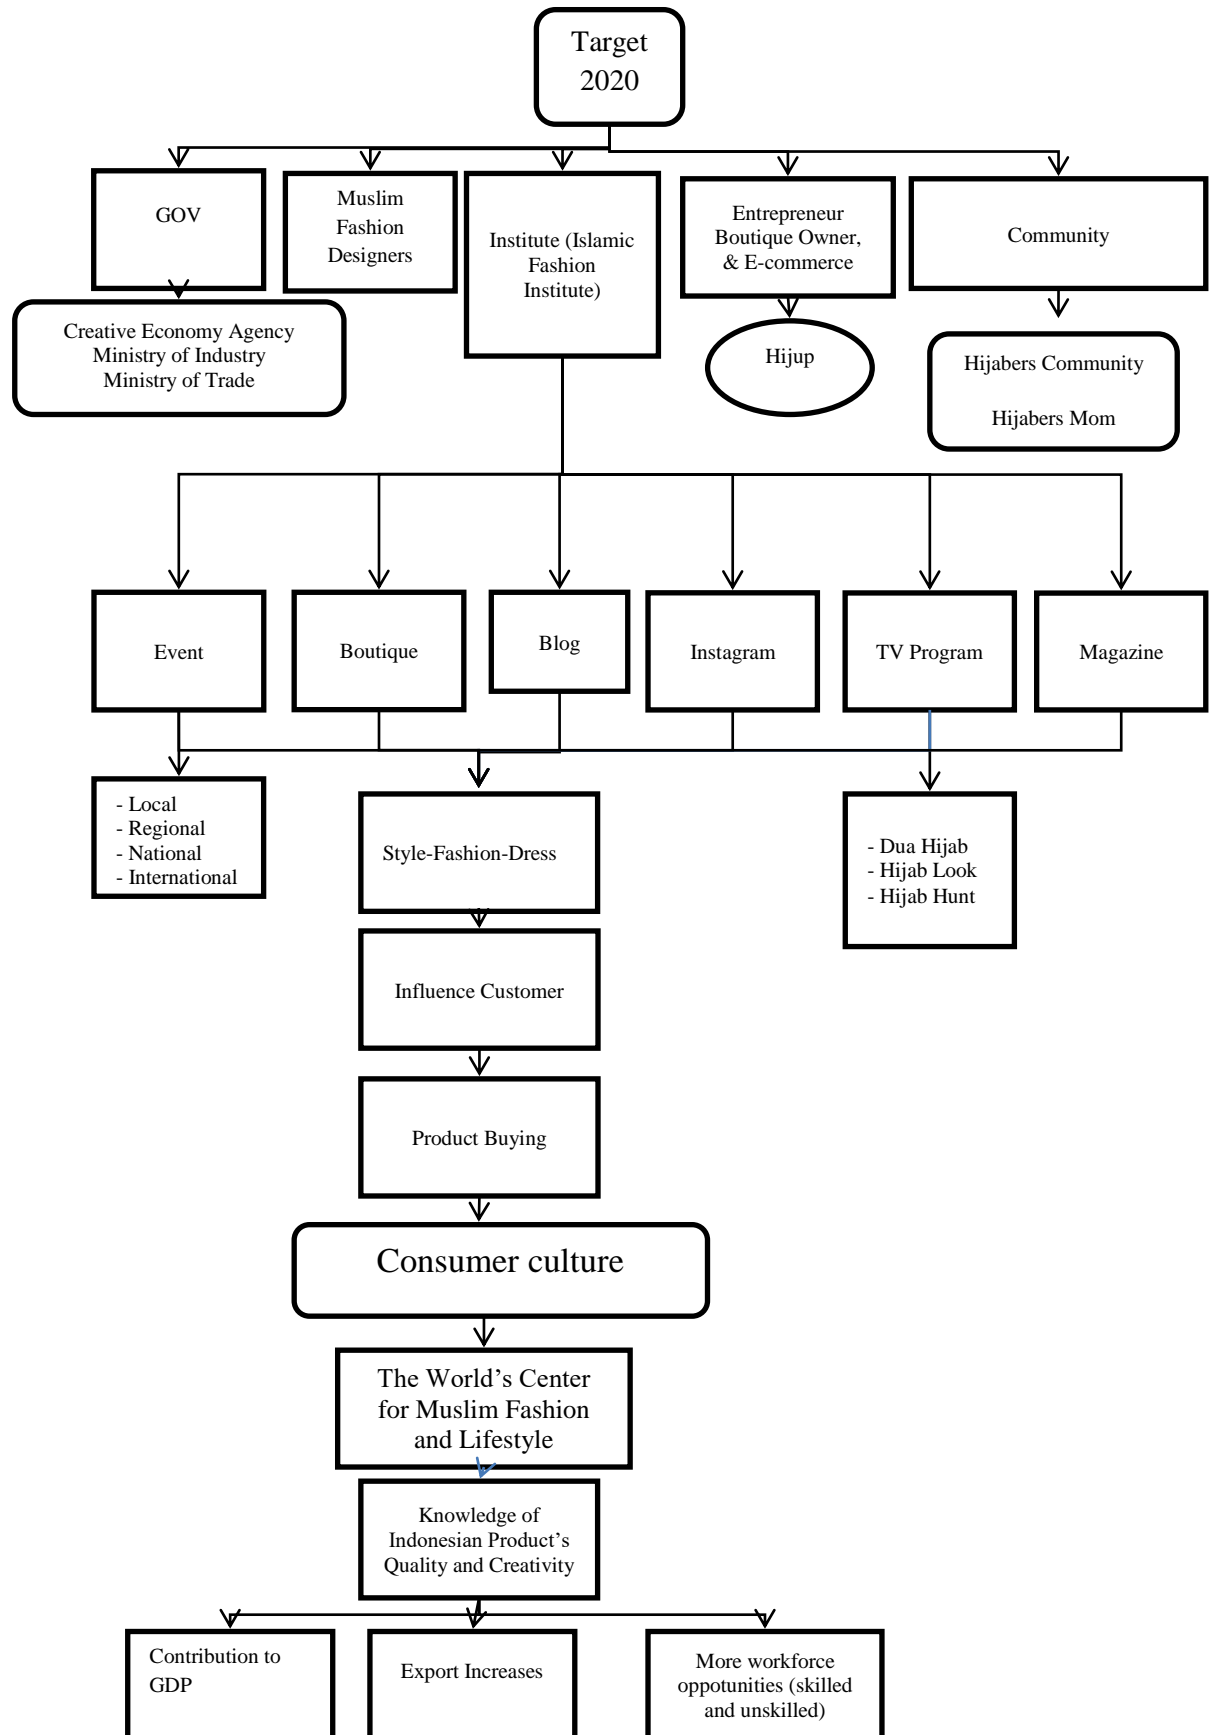 Target
2020
GOV
Muslim
Fashion
Designers
Institute (Islamic
Fashion
Institute)
Entrepreneur
Boutique Owner,
& E-commerce
Community
Creative Economy Agency
Ministry of Industry
Ministry of Trade
Hijup
Hijabers Community
Hijabers Mom
Event
Boutique
Blog
Instagram
TV Program
Magazine
- Local
- Regional
- National
- International
Style-Fashion-Dress
- Dua Hijab
- Hijab Look
- Hijab Hunt
Influence Customer
Product Buying
Consumer culture
The World’s Center
for Muslim Fashion
and Lifestyle
Knowledge of
Indonesian Product’s
Quality and Creativity
Contribution to
GDP
Export Increases
More workforce
oppotunities (skilled
and unskilled)